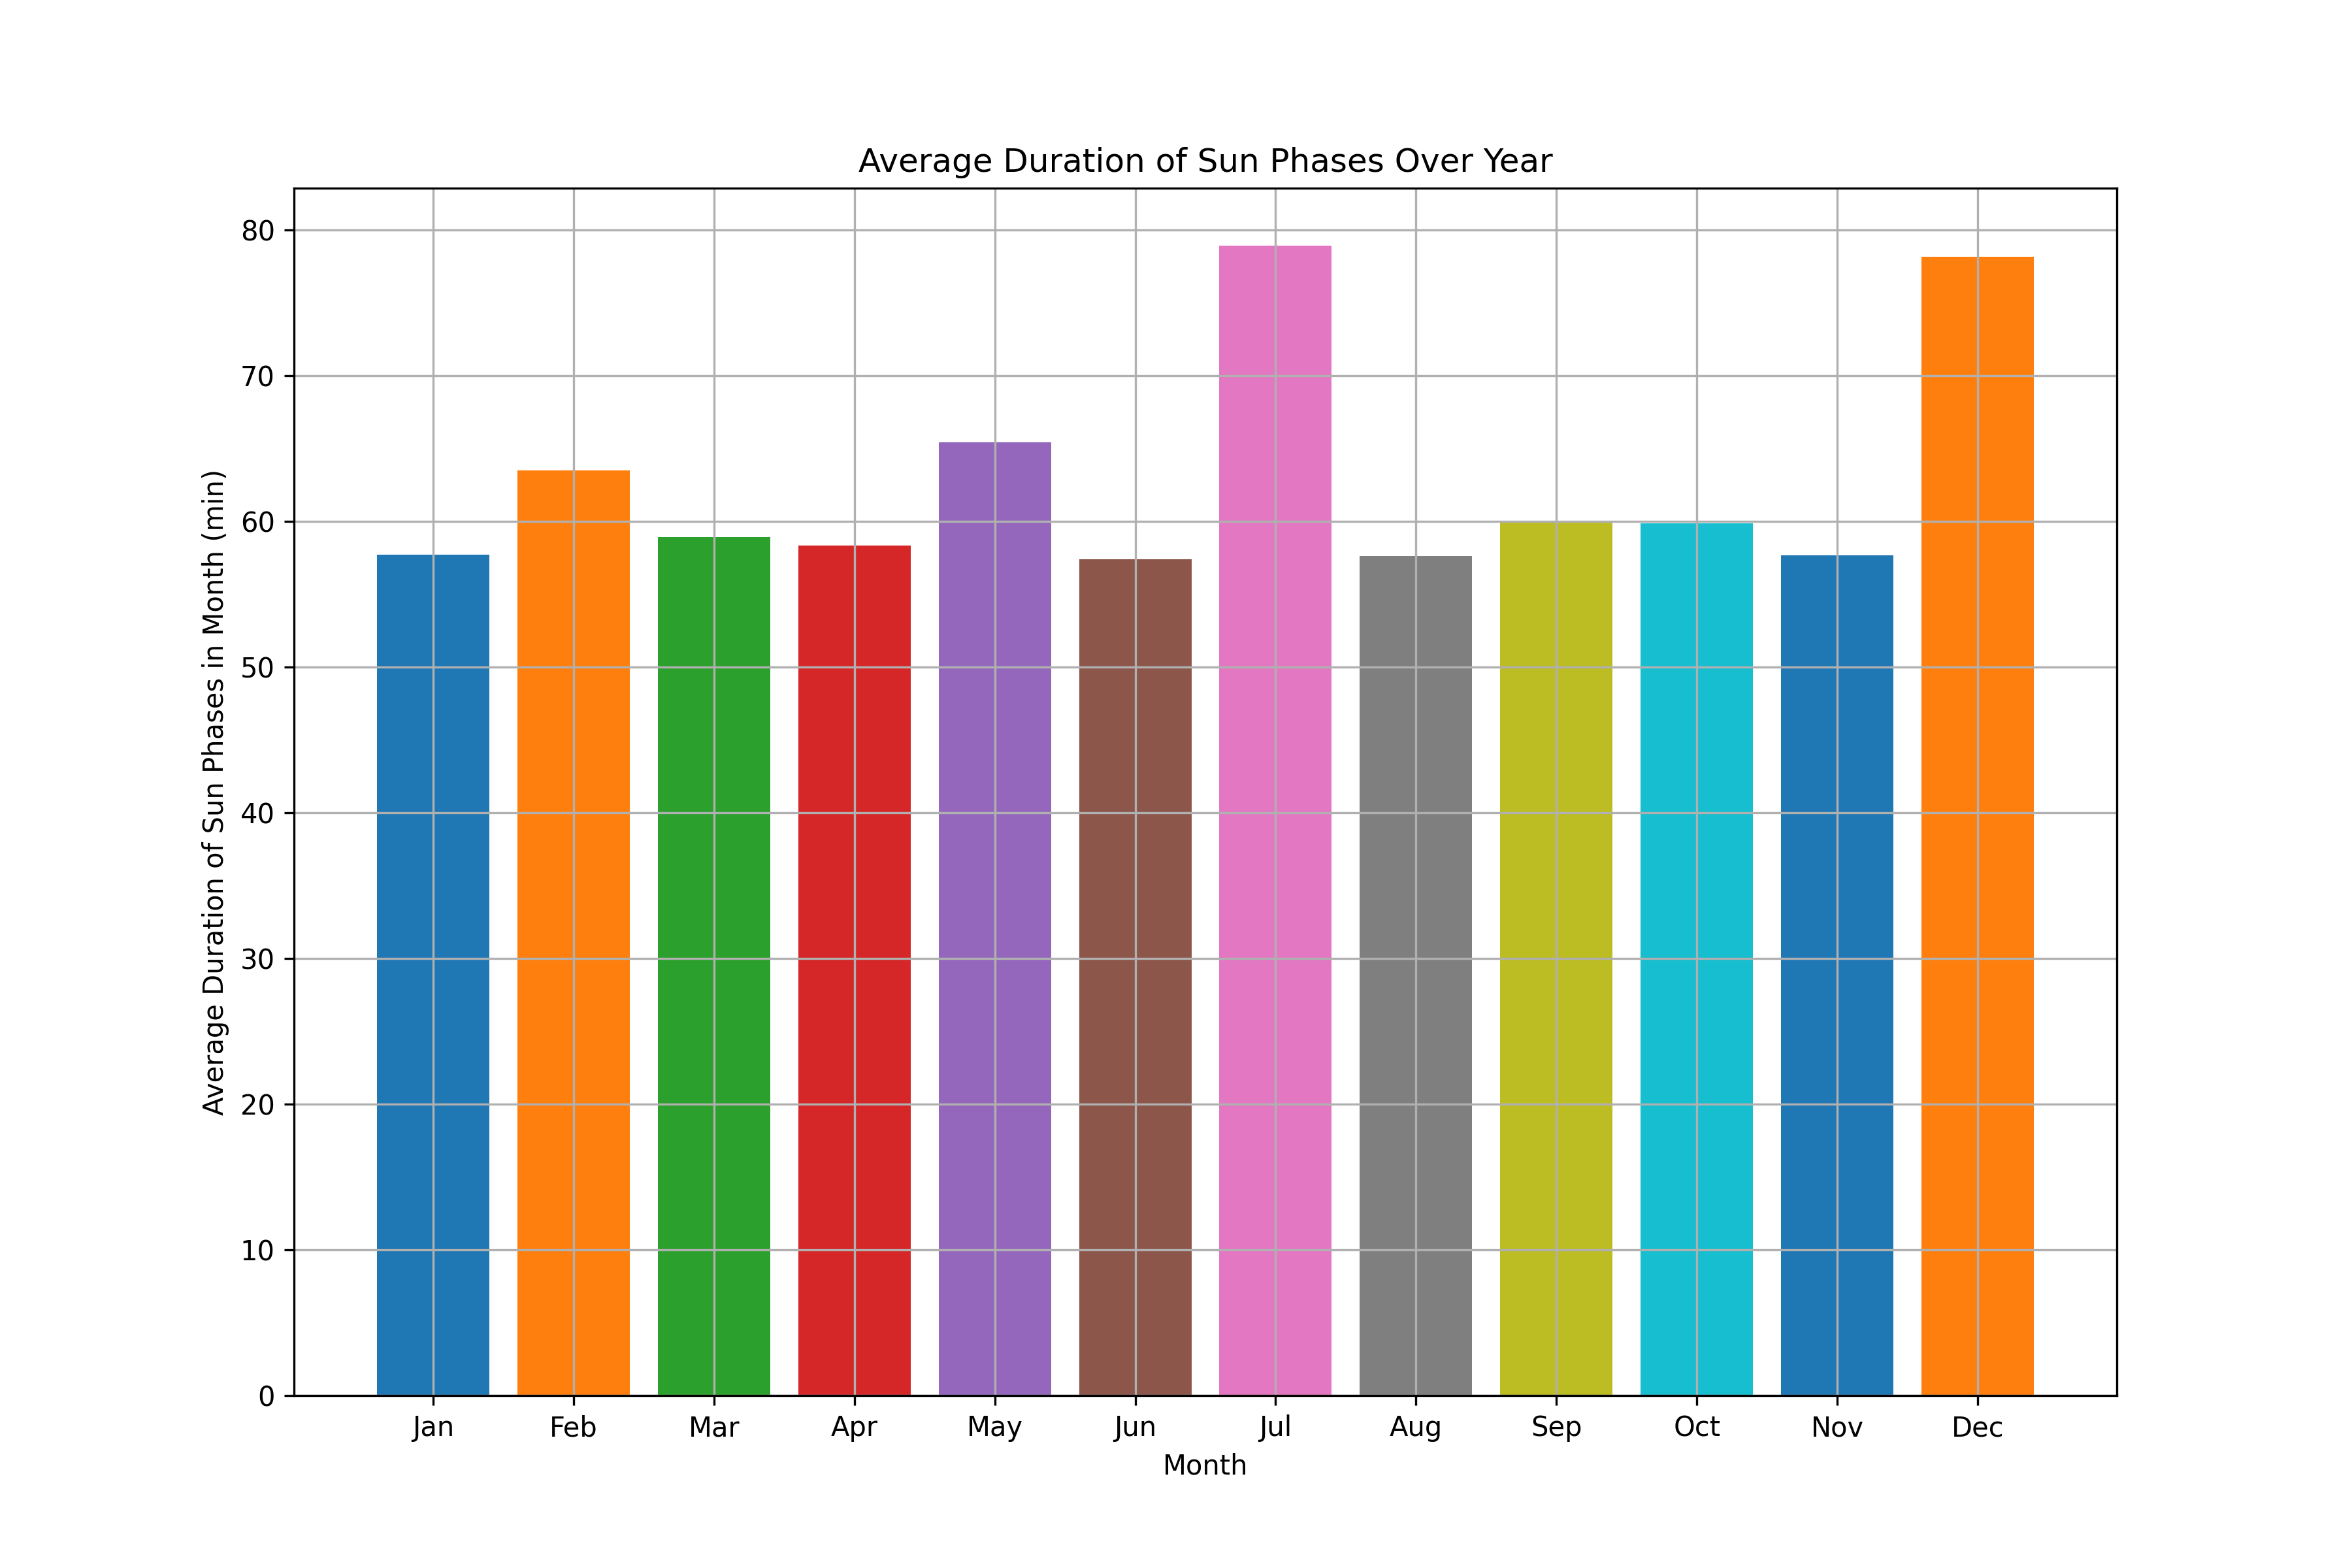 Average Duration of Sun Phases Over Year
Average Duration of Sun Phases in Month (min)
80
70
60
50
40
30
20
10
0
Jan Feb Mar Apr May Jun Jul Aug Sep Oct Nov Dec
Month